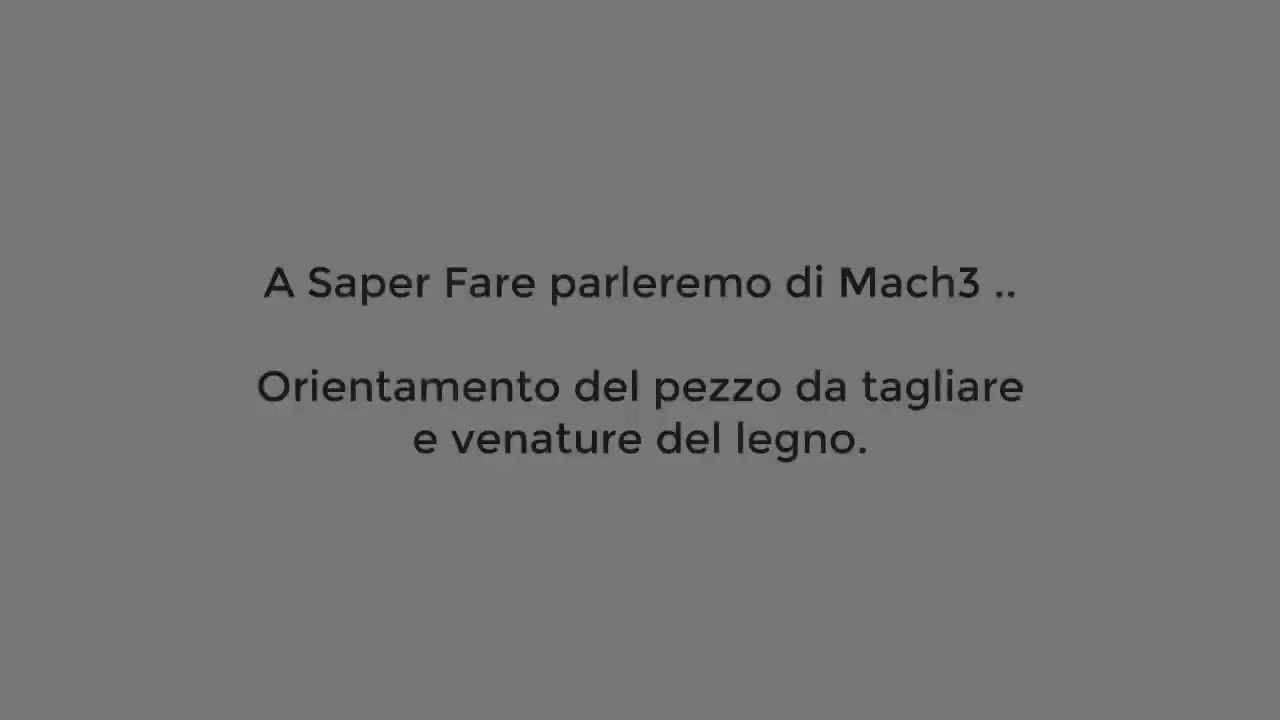 A Saper Fare parleremo di Mach3 ..
Orientamento del pezzo da tagliare
e venature del legno.